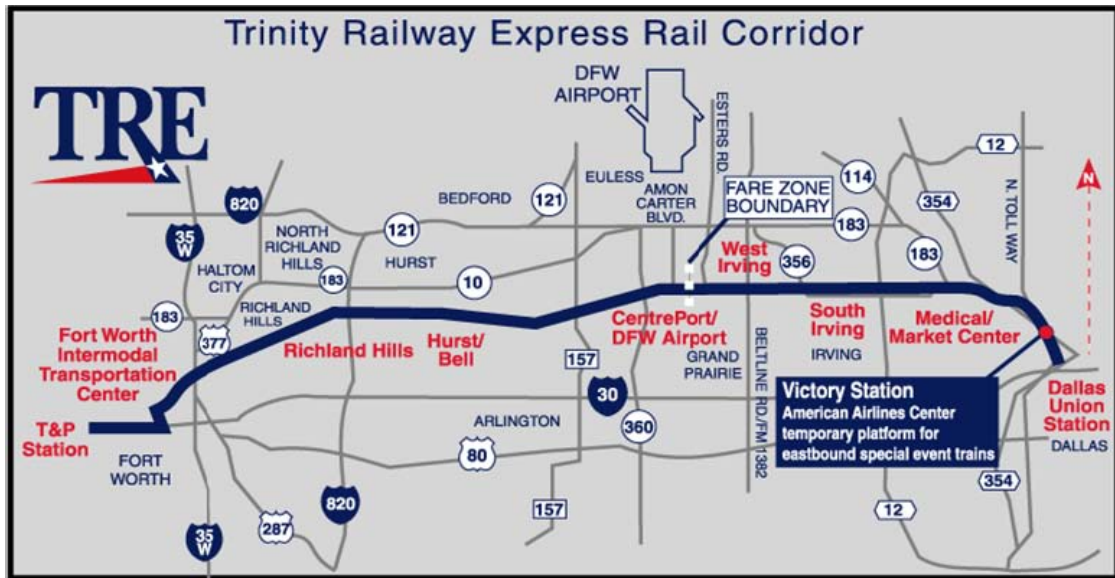 Trinity Railway Express Rail Corridor
TRE
DFW
AIRPORT
ESTERS RD.
12
N. TOLL WAY
N
820
BEDFORD
121
EULESS
AMON
CARTER
BLVD.
FARE ZONE
BOUNDARY
114
354
35
W
NORTH
RICHLAND
HILLS
121
HURST
183
West
Irving
356
183
HALTOM
CITY
183
10
183
RICHLAND
HILLS
377
Fort Worth
Intermodal
Transportation
Center
Richland Hills
Hurst/
Bell
CentrePort/
DFW Airport
South
Irving
Medical/
Market Center
157
GRAND
PRAIRIE
BELTLINE RD./FM 1382
IRVING
30
Victory Station
American Airlines Center
temporary platform for
eastbound special event trains
Dallas
Union
Station
DALLAS
T&P
Station
FORT
WORTH
ARLINGTON
80
360
820
157
287
35
W
12
354